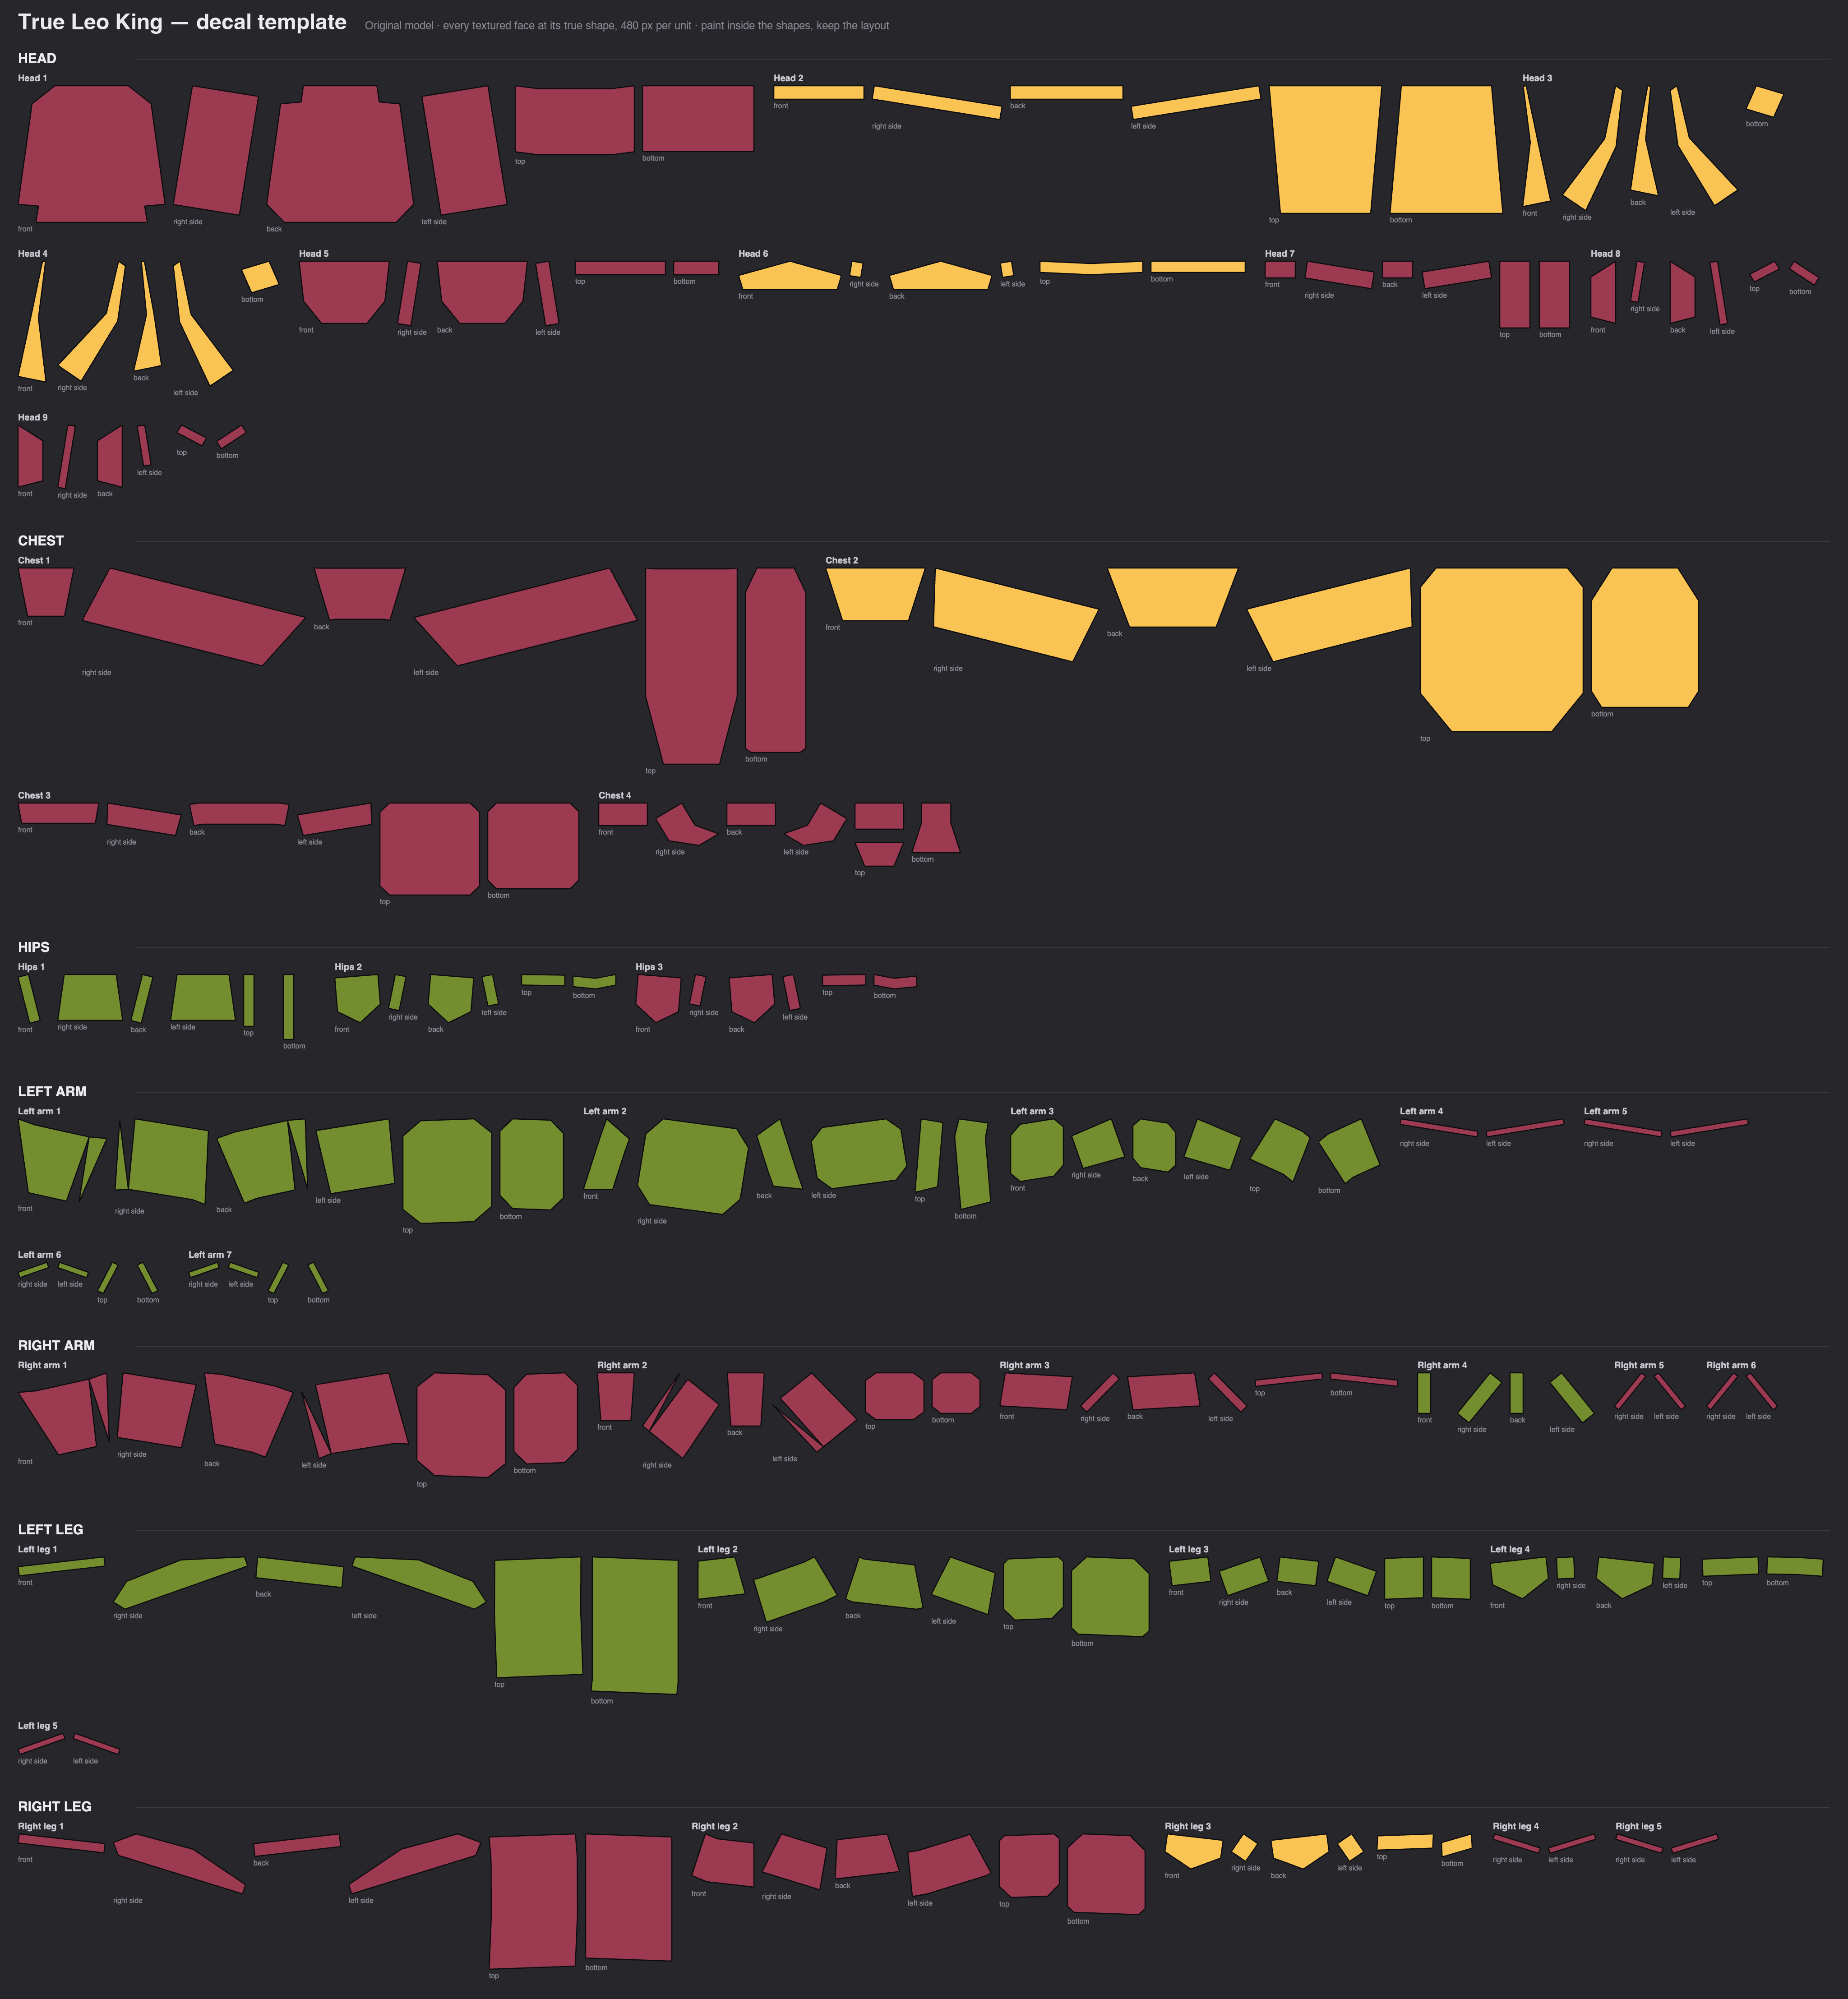 True Leo King — decal template Original model · every textured face at its true shape, 480 px per unit · paint inside the shapes, keep the layout
HEAD
Head 1 Head 2 Head 3
front right side back left side top bottom
front right side back left side top bottom
front right side back left side bottom
Head 4 Head 5 Head 6 Head 7 Head 8
front right side back left side bottom
front right side back left side top bottom
front right side back left side top bottom
front right side back left side top bottom
front right side back left side top bottom
Head 9
front right side back left side top bottom
CHEST
Chest 1 Chest 2
front right side back left side top bottom
front right side back left side top bottom
Chest 3 Chest 4
front right side back left side top bottom
front right side back left side top top bottom
HIPS
Hips 1 Hips 2 Hips 3
front right side back left side top bottom
front right side back left side top bottom
front right side back left side top bottom
LEFT ARM
Left arm 1 Left arm 2 Left arm 3 Left arm 4 Left arm 5
front right side back left side top bottom
front right side back left side top bottom
front right side back left side top bottom
right side left side
right side left side
Left arm 6 Left arm 7
right side left side top bottom
right side left side top bottom
RIGHT ARM
Right arm 1 Right arm 2 Right arm 3 Right arm 4 Right arm 5 Right arm 6
front right side back left side top bottom
front right side back left side top bottom
front right side back left side top bottom
front right side back left side
right side left side
right side left side
LEFT LEG
Left leg 1 Left leg 2 Left leg 3 Left leg 4
front right side back left side top bottom
front right side back left side top bottom
front right side back left side top bottom
front right side back left side top bottom
Left leg 5
right side left side
RIGHT LEG
Right leg 1 Right leg 2 Right leg 3 Right leg 4 Right leg 5
front right side back left side top bottom
front right side back left side top bottom
front right side back left side top bottom
right side left side
right side left side